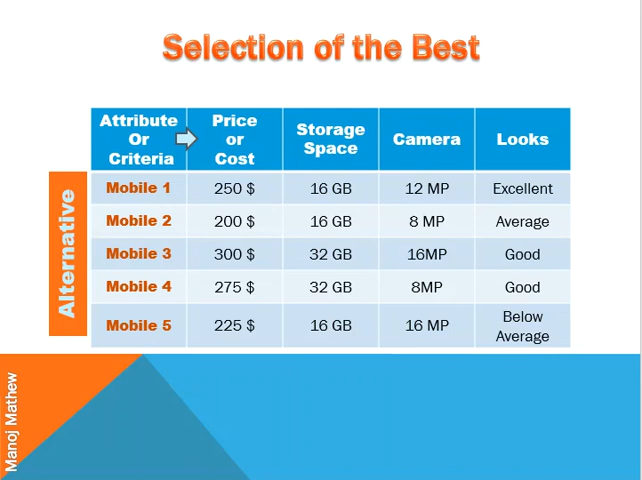 Selection of the Best
Attribute Or Criteria Price or Cost Storage Space Camera Looks
Alternative
Mobile 1 250 $ 16 GB 12 MP Excellent
Mobile 2 200 $ 16 GB 8 MP Average
Mobile 3 300 $ 32 GB 16MP Good
Mobile 4 275 $ 32 GB 8MP Good
Mobile 5 225 $ 16 GB 16 MP Below Average
Manoj Mathew